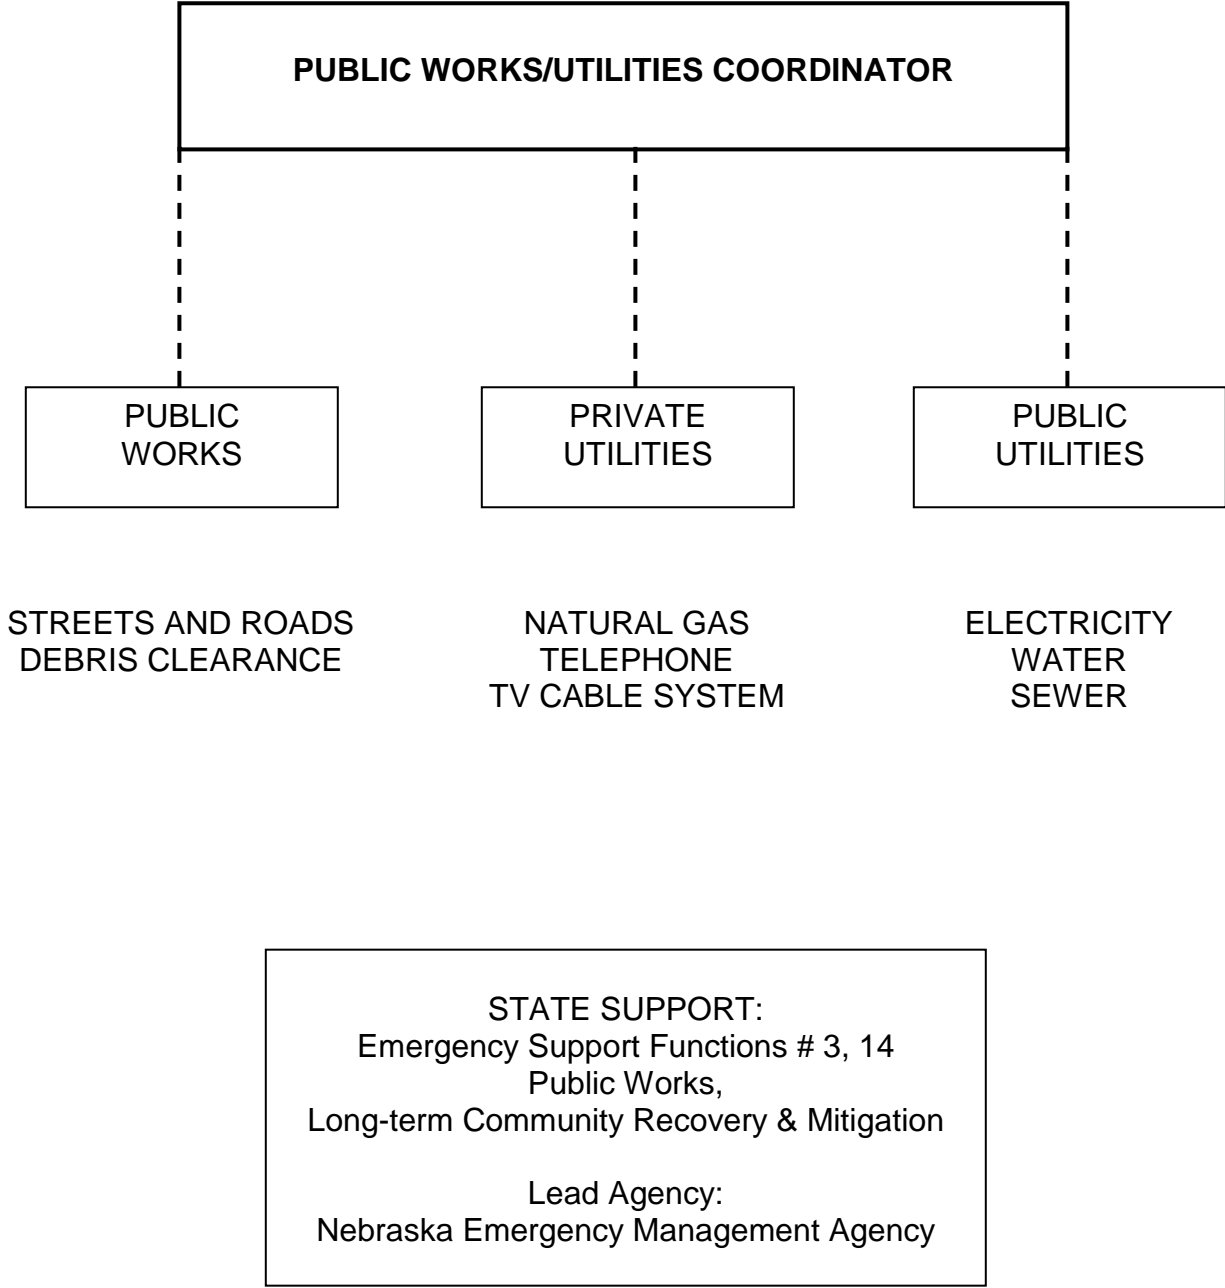 PUBLIC WORKS/UTILITIES COORDINATOR
PUBLIC
WORKS
PRIVATE
UTILITIES
PUBLIC
UTILITIES
STREETS AND ROADS
DEBRIS CLEARANCE
NATURAL GAS
TELEPHONE
TV CABLE SYSTEM
ELECTRICITY
WATER
SEWER
STATE SUPPORT:
Emergency Support Functions # 3, 14
Public Works,
Long-term Community Recovery & Mitigation
Lead Agency:
Nebraska Emergency Management Agency